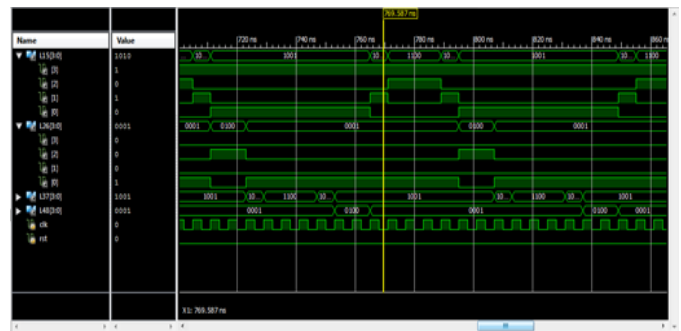 769.587 ns
Name Value
720 ns 740 ns 760 ns 780 ns 800 ns 820 ns 840 ns 860 n
L15[3:0] 1010 10 1001 10 1100 10 1001 10... 1100
[3] 1
[2] 0
[1] 1
[0] 0
L26[3:0] 0001 0001 0100 0001 0100 0001
[3] 0
[2] 0
[1] 0
[0] 1
L37[3:0] 1001 1001 10... 1100 10... 1001 10... 1100 10... 1001
L48[3:0] 0001 0001 0100 0001 0100 0001
clk 0
rst 0
X1: 769.587 ns